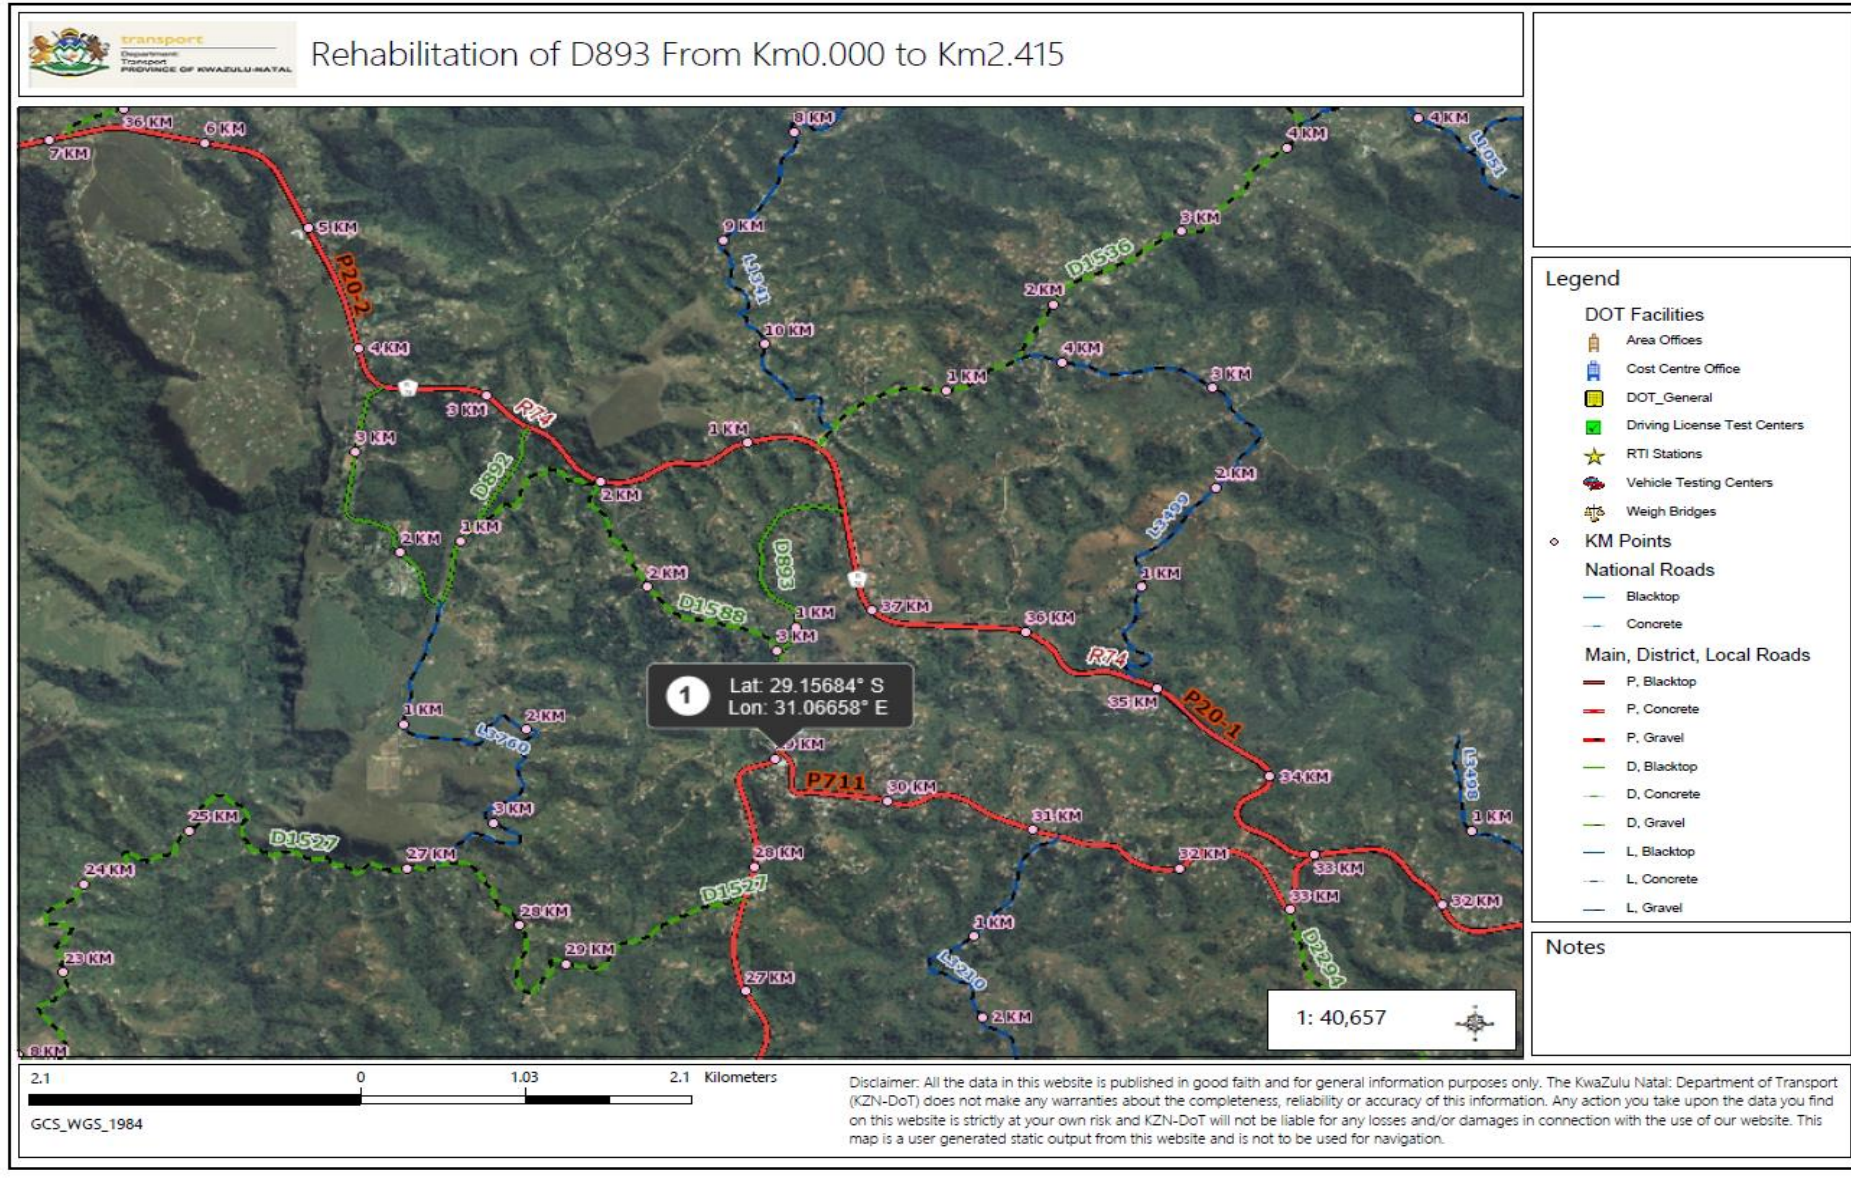 transport
Department:
Transport
PROVINCE OF KWAZULU-NATAL
Rehabilitation of D893 From Km0.000 to Km2.415
36 KM
6 KM
7 KM
8 KM
4 KM
4 KM
L1051
5 KM
9 KM
3 KM
P20-2
L1341
D1536
2 KM
10 KM
4 KM
4 KM
3 KM
1 KM
3 KM
R74
3 KM
1 KM
D892
2 KM
2 KM
L3499
1 KM
2 KM
D893
2 KM
1 KM
D1588
1 KM
37 KM
36 KM
3 KM
R74
1
Lat: 29.15684° S
Lon: 31.06658° E
35 KM
P20-1
1 KM
2 KM
L3760
KM
P711
30 KM
34 KM
L3498
1 KM
3 KM
25 KM
31 KM
D1527
27 KM
28 KM
32 KM
33 KM
24 KM
D1527
33 KM
32 KM
28 KM
1 KM
29 KM
D2294
23 KM
27 KM
L3210
2 KM
8 KM
1: 40,657
Legend
DOT Facilities
Area Offices
Cost Centre Office
DOT_General
Driving License Test Centers
RTI Stations
Vehicle Testing Centers
Weigh Bridges
KM Points
National Roads
Blacktop
Concrete
Main, District, Local Roads
P, Blacktop
P, Concrete
P, Gravel
D, Blacktop
D, Concrete
D, Gravel
L, Blacktop
L, Concrete
L, Gravel
Notes
2.1 0 1.03 2.1 Kilometers
GCS_WGS_1984
Disclaimer: All the data in this website is published in good faith and for general information purposes only. The KwaZulu Natal: Department of Transport
(KZN-DoT) does not make any warranties about the completeness, reliability or accuracy of this information. Any action you take upon the data you find
on this website is strictly at your own risk and KZN-DoT will not be liable for any losses and/or damages in connection with the use of our website. This
map is a user generated static output from this website and is not to be used for navigation.